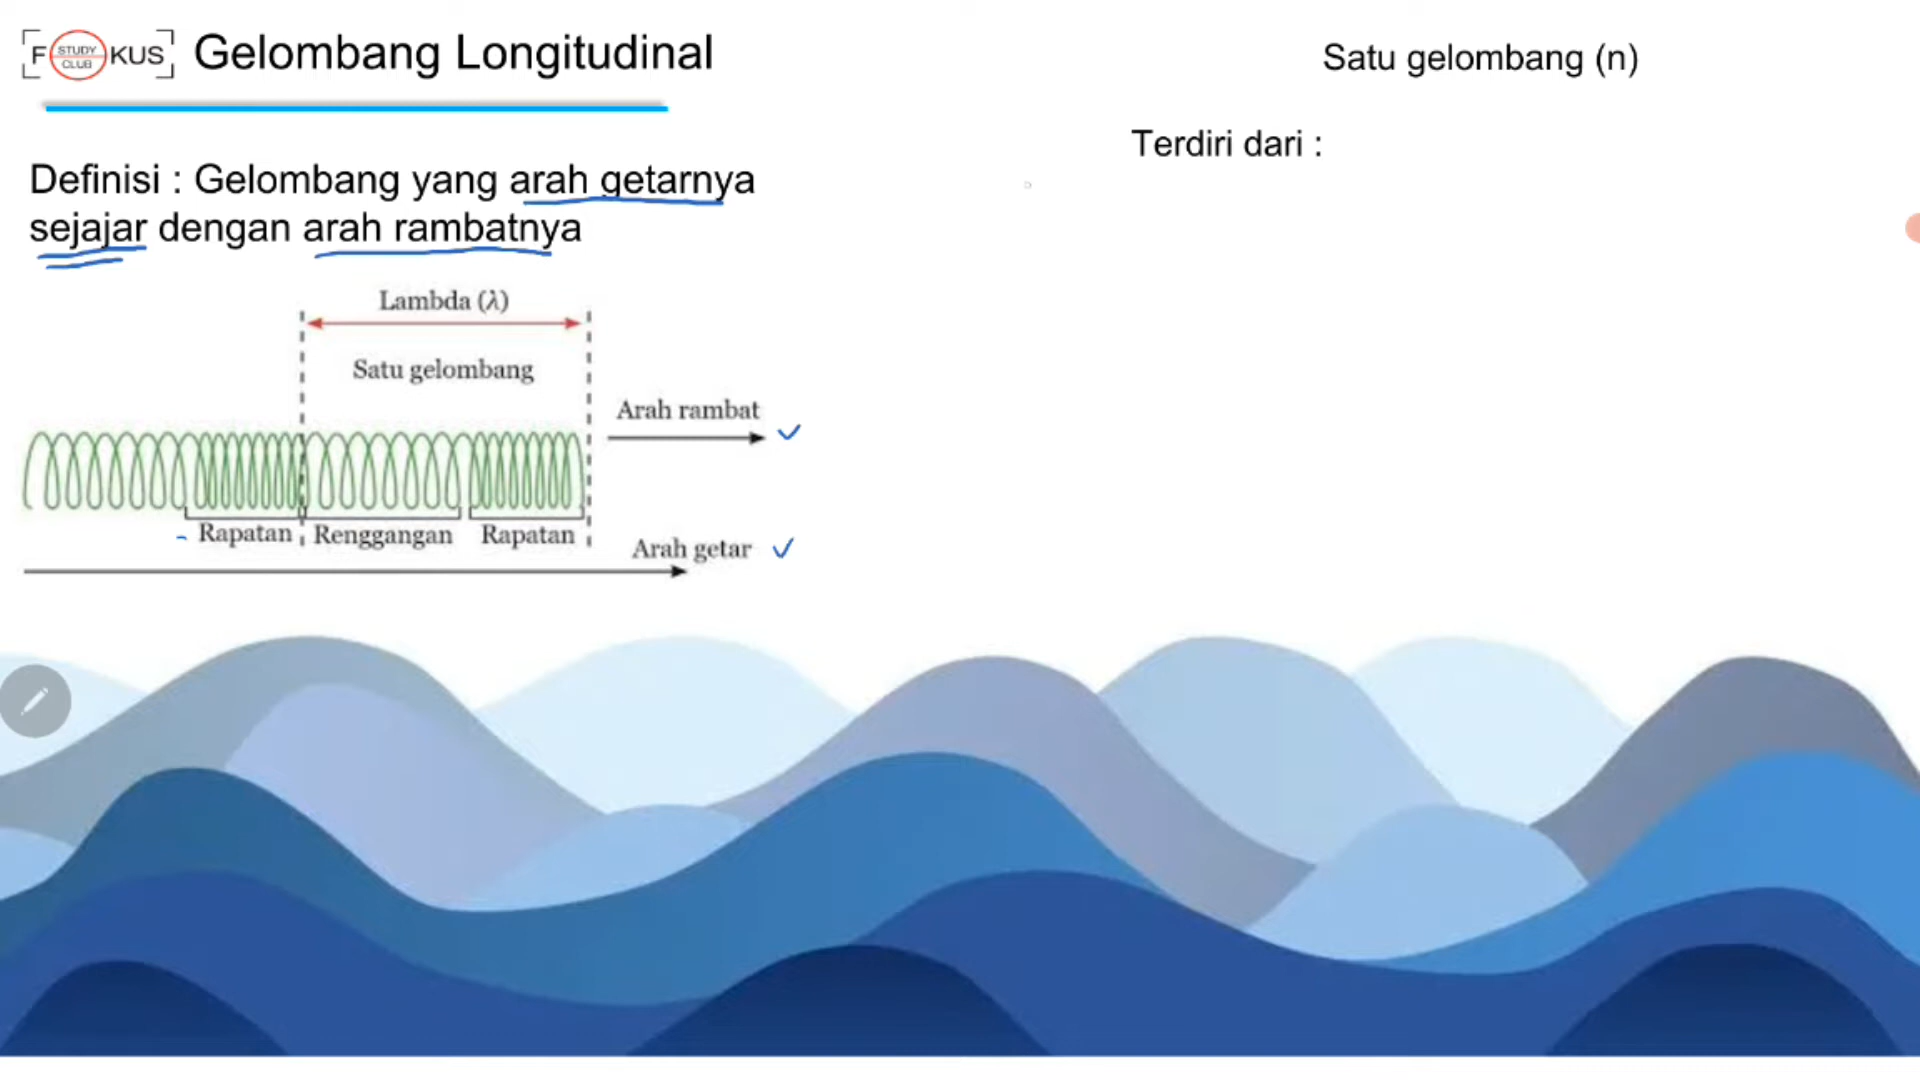 FOKUS
STUDY
CLUB
Gelombang Longitudinal
Definisi : Gelombang yang arah getarnya
sejajar dengan arah rambatnya
Lambda (λ)
Satu gelombang
Arah rambat
Rapatan
Renggangan
Rapatan
Arah getar
Satu gelombang (n)
Terdiri dari :